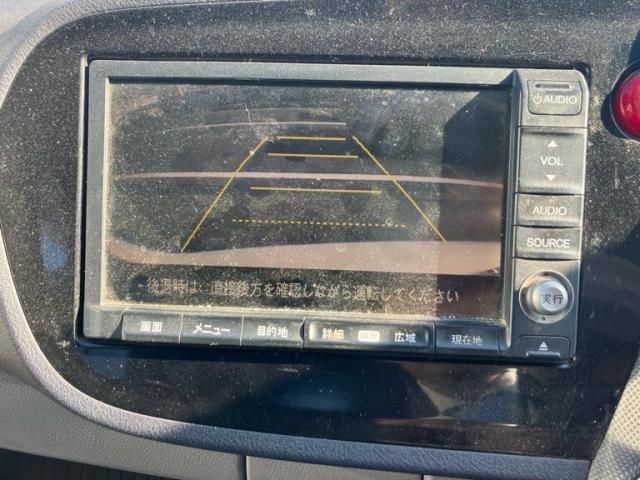 AUDIO
VOL
AUDIO
SOURCE
実行
後退時は、直接後方を確認しながら運転してください
画面
メニュー
目的地
詳細
広域
現在地